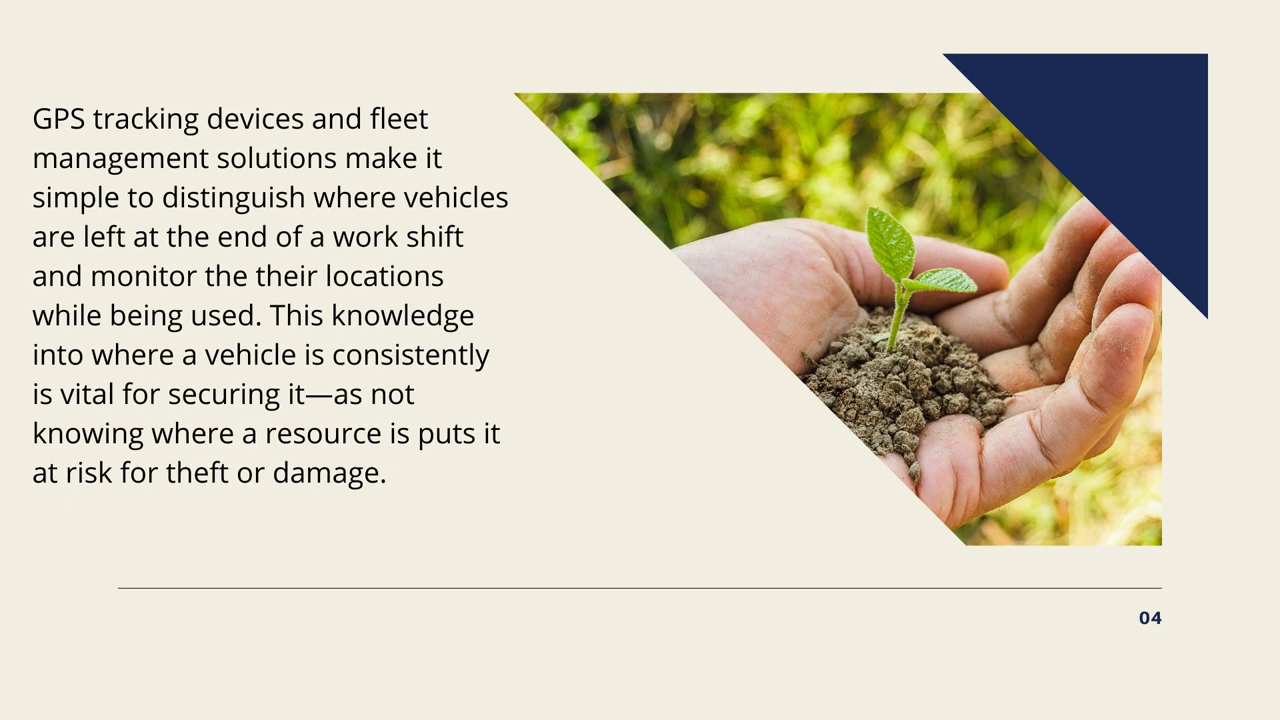 GPS tracking devices and fleet
management solutions make it
simple to distinguish where vehicles
are left at the end of a work shift
and monitor the their locations
while being used. This knowledge
into where a vehicle is consistently
is vital for securing it—as not
knowing where a resource is puts it
at risk for theft or damage.
04